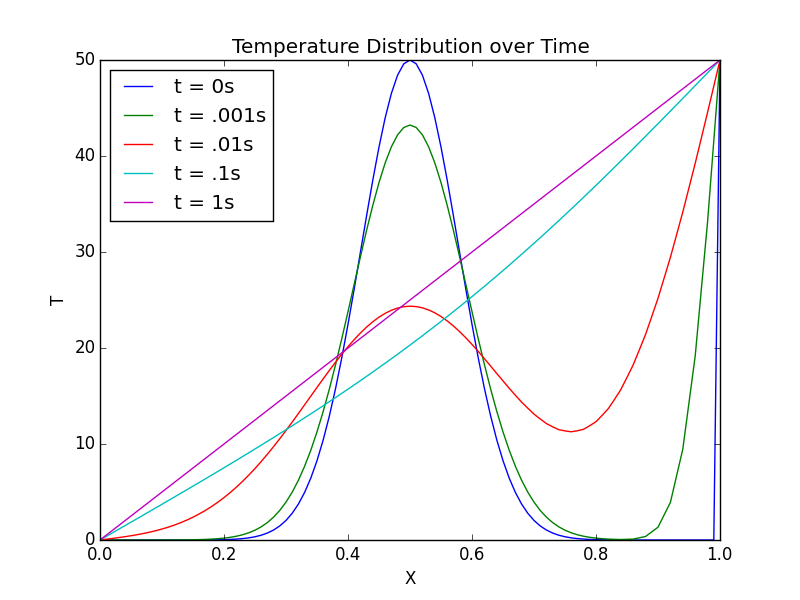 Temperature Distribution over Time
50
40
30
20
10
0
T
t = 0s
t = .001s
t = .01s
t = .1s
t = 1s
0.0 0.2 0.4 0.6 0.8 1.0
X